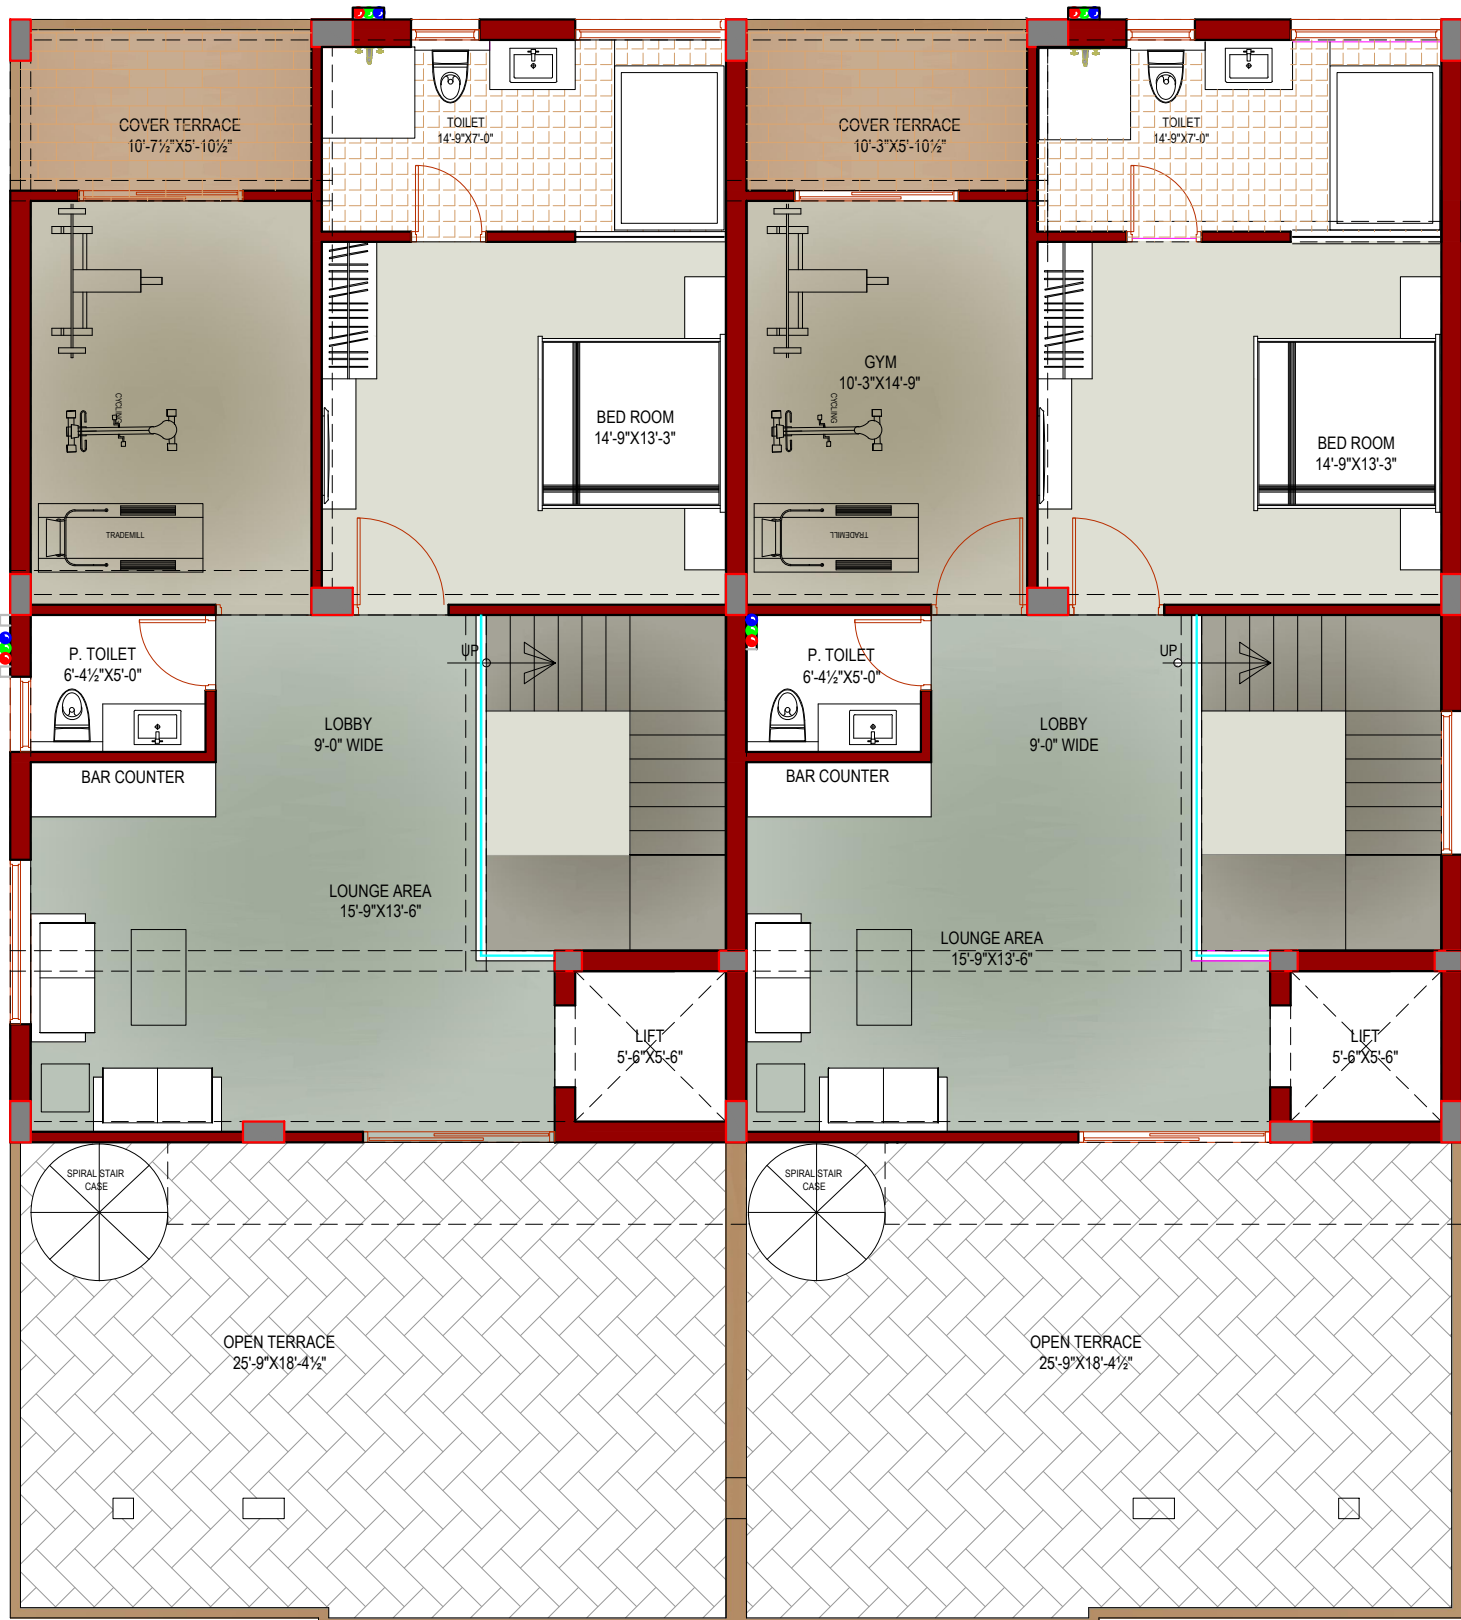 COVER TERRACE
10'-7½"X5'-10½"
TOILET
14'-9"X7'-0"
COVER TERRACE
10'-3"X5'-10½"
TOILET
14'-9"X7'-0"
CYCLING
TRADEMILL
BED ROOM
14'-9"X13'-3"
GYM
10'-3"X14'-9"
CYCLING
TRADEMILL
BED ROOM
14'-9"X13'-3"
P. TOILET
6'-4½"X5'-0"
UP
LOBBY
9'-0" WIDE
BAR COUNTER
P. TOILET
6'-4½"X5'-0"
UP
LOBBY
9'-0" WIDE
BAR COUNTER
LOUNGE AREA
15'-9"X13'-6"
LOUNGE AREA
15'-9"X13'-6"
LIFT
5'-6"X5'-6"
LIFT
5'-6"X5'-6"
SPIRAL STAIR
CASE
SPIRAL STAIR
CASE
OPEN TERRACE
25'-9"X18'-4½"
OPEN TERRACE
25'-9"X18'-4½"